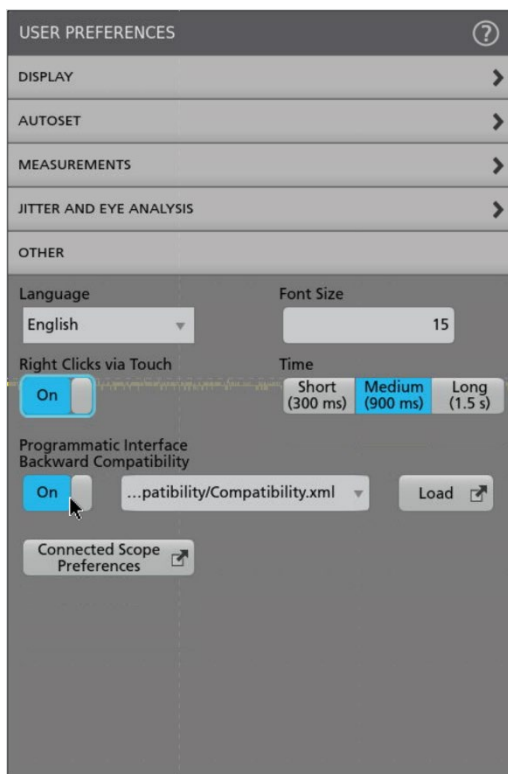 USER PREFERENCES ?
DISPLAY
AUTOSET
MEASUREMENTS
JITTER AND EYE ANALYSIS
OTHER
Language Font Size
English 15
Right Clicks via Touch Time
On Short Medium Long
(300 ms) (900 ms) (1.5 s)
Programmatic Interface
Backward Compatibility
On ...patibility/Compatibility.xml Load
Connected Scope
Preferences